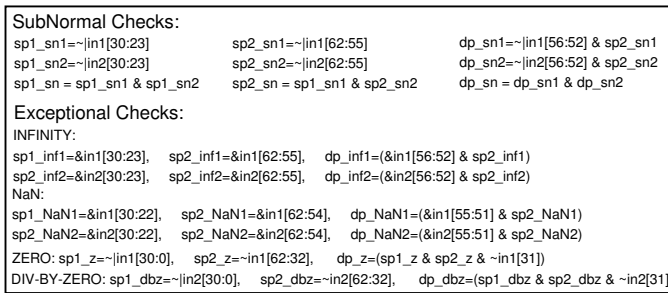 SubNormal Checks:
sp1_sn1=~|in1[30:23] sp2_sn1=~|in1[62:55] dp_sn1=~|in1[56:52] & sp2_sn1
sp1_sn2=~|in2[30:23] sp2_sn2=~|in2[62:55] dp_sn2=~|in2[56:52] & sp2_sn2
sp1_sn = sp1_sn1 & sp1_sn2 sp2_sn = sp1_sn1 & sp2_sn2 dp_sn = dp_sn1 & dp_sn2
Exceptional Checks:
INFINITY:
sp1_inf1=&in1[30:23], sp2_inf1=&in1[62:55], dp_inf1=(&in1[56:52] & sp2_inf1)
sp2_inf2=&in2[30:23], sp2_inf2=&in2[62:55], dp_inf2=(&in2[56:52] & sp2_inf2)
NaN:
sp1_NaN1=&in1[30:22], sp2_NaN1=&in1[62:54], dp_NaN1=(&in1[55:51] & sp2_NaN1)
sp2_NaN2=&in2[30:22], sp2_NaN2=&in2[62:54], dp_NaN2=(&in2[55:51] & sp2_NaN2)
ZERO: sp1_z=~|in1[30:0], sp2_z=~in1[62:32], dp_z=(sp1_z & sp2_z & ~in1[31])
DIV-BY-ZERO: sp1_dbz=~|in2[30:0], sp2_dbz=~in2[62:32], dp_dbz=(sp1_dbz & sp2_dbz & ~in2[31]